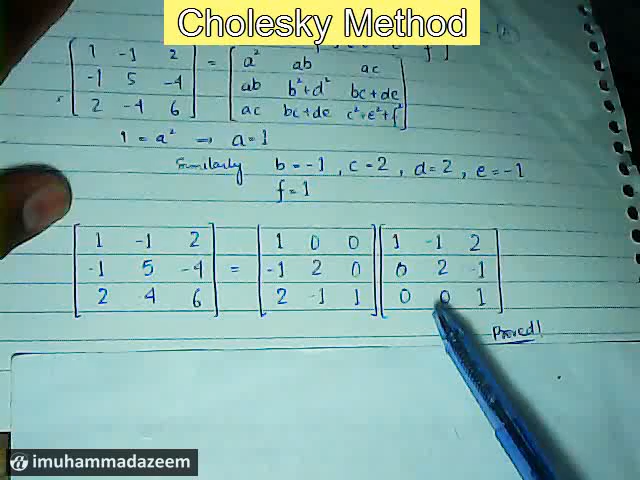 Cholesky Method
1 -1 2
-1 5 -4
2 -4 6
=
a² ab ac
ab b²+d² bc+de
ac bc+de c²+e²+f²
1 = a² ⇒ a=1
Similarly b=-1, c=2, d=2, e=-1
f=1
1 -1 2
-1 5 -4
2 4 6
=
1 0 0
-1 2 0
2 -1 1
1 -1 2
0 2 -1
0 0 1
Proved!
imuhammadazeem